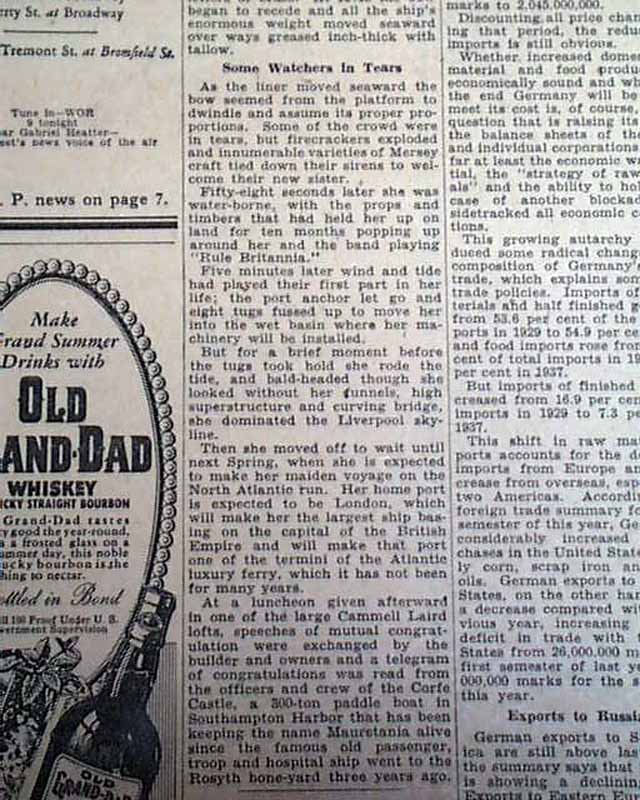 rty St. at Broadway
Tremont St. at Bromfield St.
Tune in—WOR
9 tonight
ar Gabriel Heatter—
et's news voice of the air
. P. news on page 7.
Make
Grand Summer
Drinks with
OLD
AND-DAD
WHISKEY
CKY STRAIGHT BOURBON
Grand-Dad tastes
y good the year-round,
s a frosted glass on a
ummer day, this noble
ucky bourbon is the
hing to nectar.
ottled in Bond
100 Proof Under U. S.
vernment Supervision
OLD
GRAND-DAD
began to recede and all the ship's
enormous weight moved seaward
over ways greased inch-thick with
tallow.
Some Watchers in Tears
As the liner moved seaward the
bow seemed from the platform to
dwindle and assume its proper pro-
portions. Some of the crowd were
in tears, but firecrackers exploded
and innumerable varieties of Mersey
craft tied down their sirens to wel-
come their new sister.
Fifty-eight seconds later she was
water-borne, with the props and
timbers that had held her up on
land for ten months popping up
around her and the band playing
"Rule Britannia."
Five minutes later wind and tide
had played their first part in her
life; the port anchor let go and
eight tugs fussed up to move her
into the wet basin where her ma-
chinery will be installed.
But for a brief moment before
the tugs took hold she rode the
tide, and bald-headed though she
looked without her funnels, high
superstructure and curving bridge,
she dominated the Liverpool sky-
line.
Then she moved off to wait until
next Spring, when she is expected
to make her maiden voyage on the
North Atlantic run. Her home port
is expected to be London, which
will make her the largest ship bas-
ing on the capital of the British
Empire and will make that port
one of the termini of the Atlantic
luxury ferry, which it has not been
for many years.
At a luncheon given afterward
in one of the large Cammell Laird
lofts, speeches of mutual congrat-
ulation were exchanged by the
builder and owners and a telegram
of congratulations was read from
the officers and crew of the Corfe
Castle, a 300-ton paddle boat in
Southampton Harbor that has been
keeping the name Mauretania alive
since the famous old passenger,
troop and hospital ship went to the
Rosyth bone-yard three years ago.
marks to 2,045,000,000.
Discounting all price chan
ing that period, the redu
imports is still obvious.
Whether increased domes
material and food produc
economically sound and wh
the end Germany will be
meet its cost is, of course,
question that is raising its
the balance sheets of th
and individual corporations
far at least the economic w
tial, the "strategy of raw
als" and the ability to hol
case of another blockad
sidetracked all economic c
tions.
This growing autarchy
duced some radical chang
composition of Germany's
trade, which explains som
trade policies. Imports of
terials and half finished g
from 53.6 per cent of the
ports in 1929 to 54.9 per ce
and food imports rose from
cent of total imports in 19
per cent in 1937.
But imports of finished
creased from 16.9 per cen
imports in 1929 to 7.3 p
1937.
This shift in raw ma
ports accounts for the de
imports from Europe an
crease from overseas, esp
two Americas. Accordin
foreign trade summary fo
semester of this year, Ger
considerably increased
chases in the United State
ly corn, scrap iron an
oils. German exports to
States, on the other han
a decrease compared wi
vious year, increasing
deficit in trade with
States from 26,000,000 m
first semester of last y
000,000 marks for the s
this year.
Exports to Russi
German exports to S
ica are still above las
the summary says that
is showing a declinin
Exports to Eastern Eu